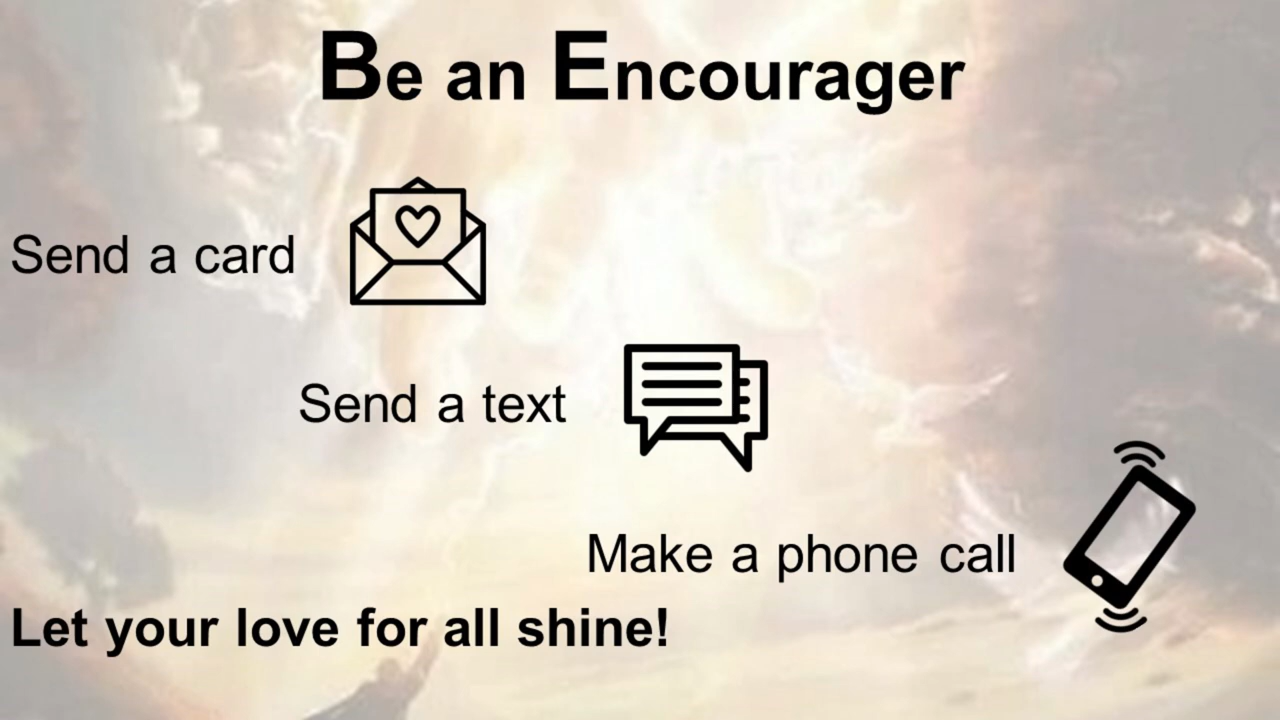 Be an Encourager
Send a card
Send a text
Make a phone call
Let your love for all shine!